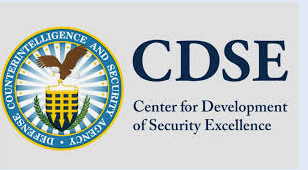 DEFENSE COUNTERINTELLIGENCE AND SECURITY AGENCY
CDSE
Center for Development
of Security Excellence